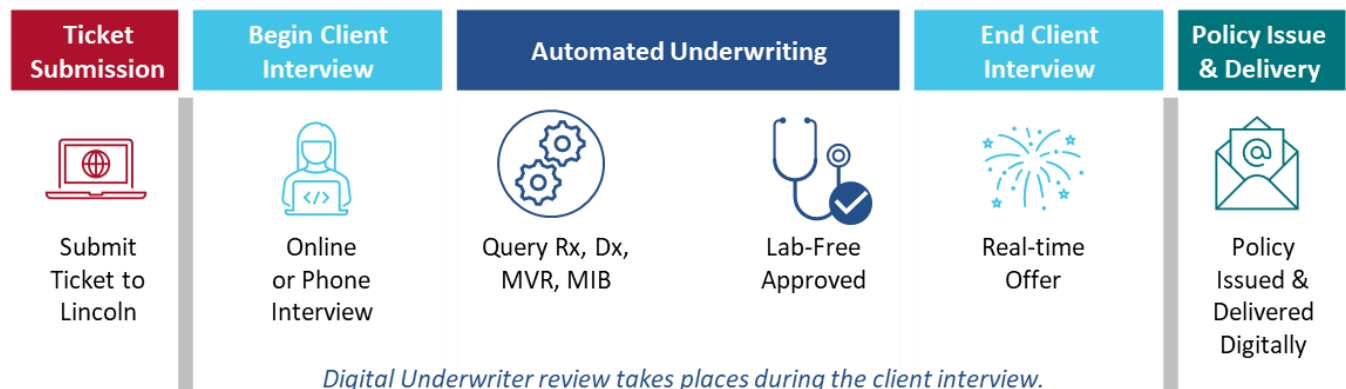 Ticket
Submission
Begin Client
Interview
Automated Underwriting
End Client
Interview
Policy Issue
& Delivery
</>
@
Submit
Ticket to
Lincoln
Online
or Phone
Interview
Query Rx, Dx,
MVR, MIB
Lab-Free
Approved
Real-time
Offer
Policy
Issued &
Delivered
Digitally
Digital Underwriter review takes places during the client interview.